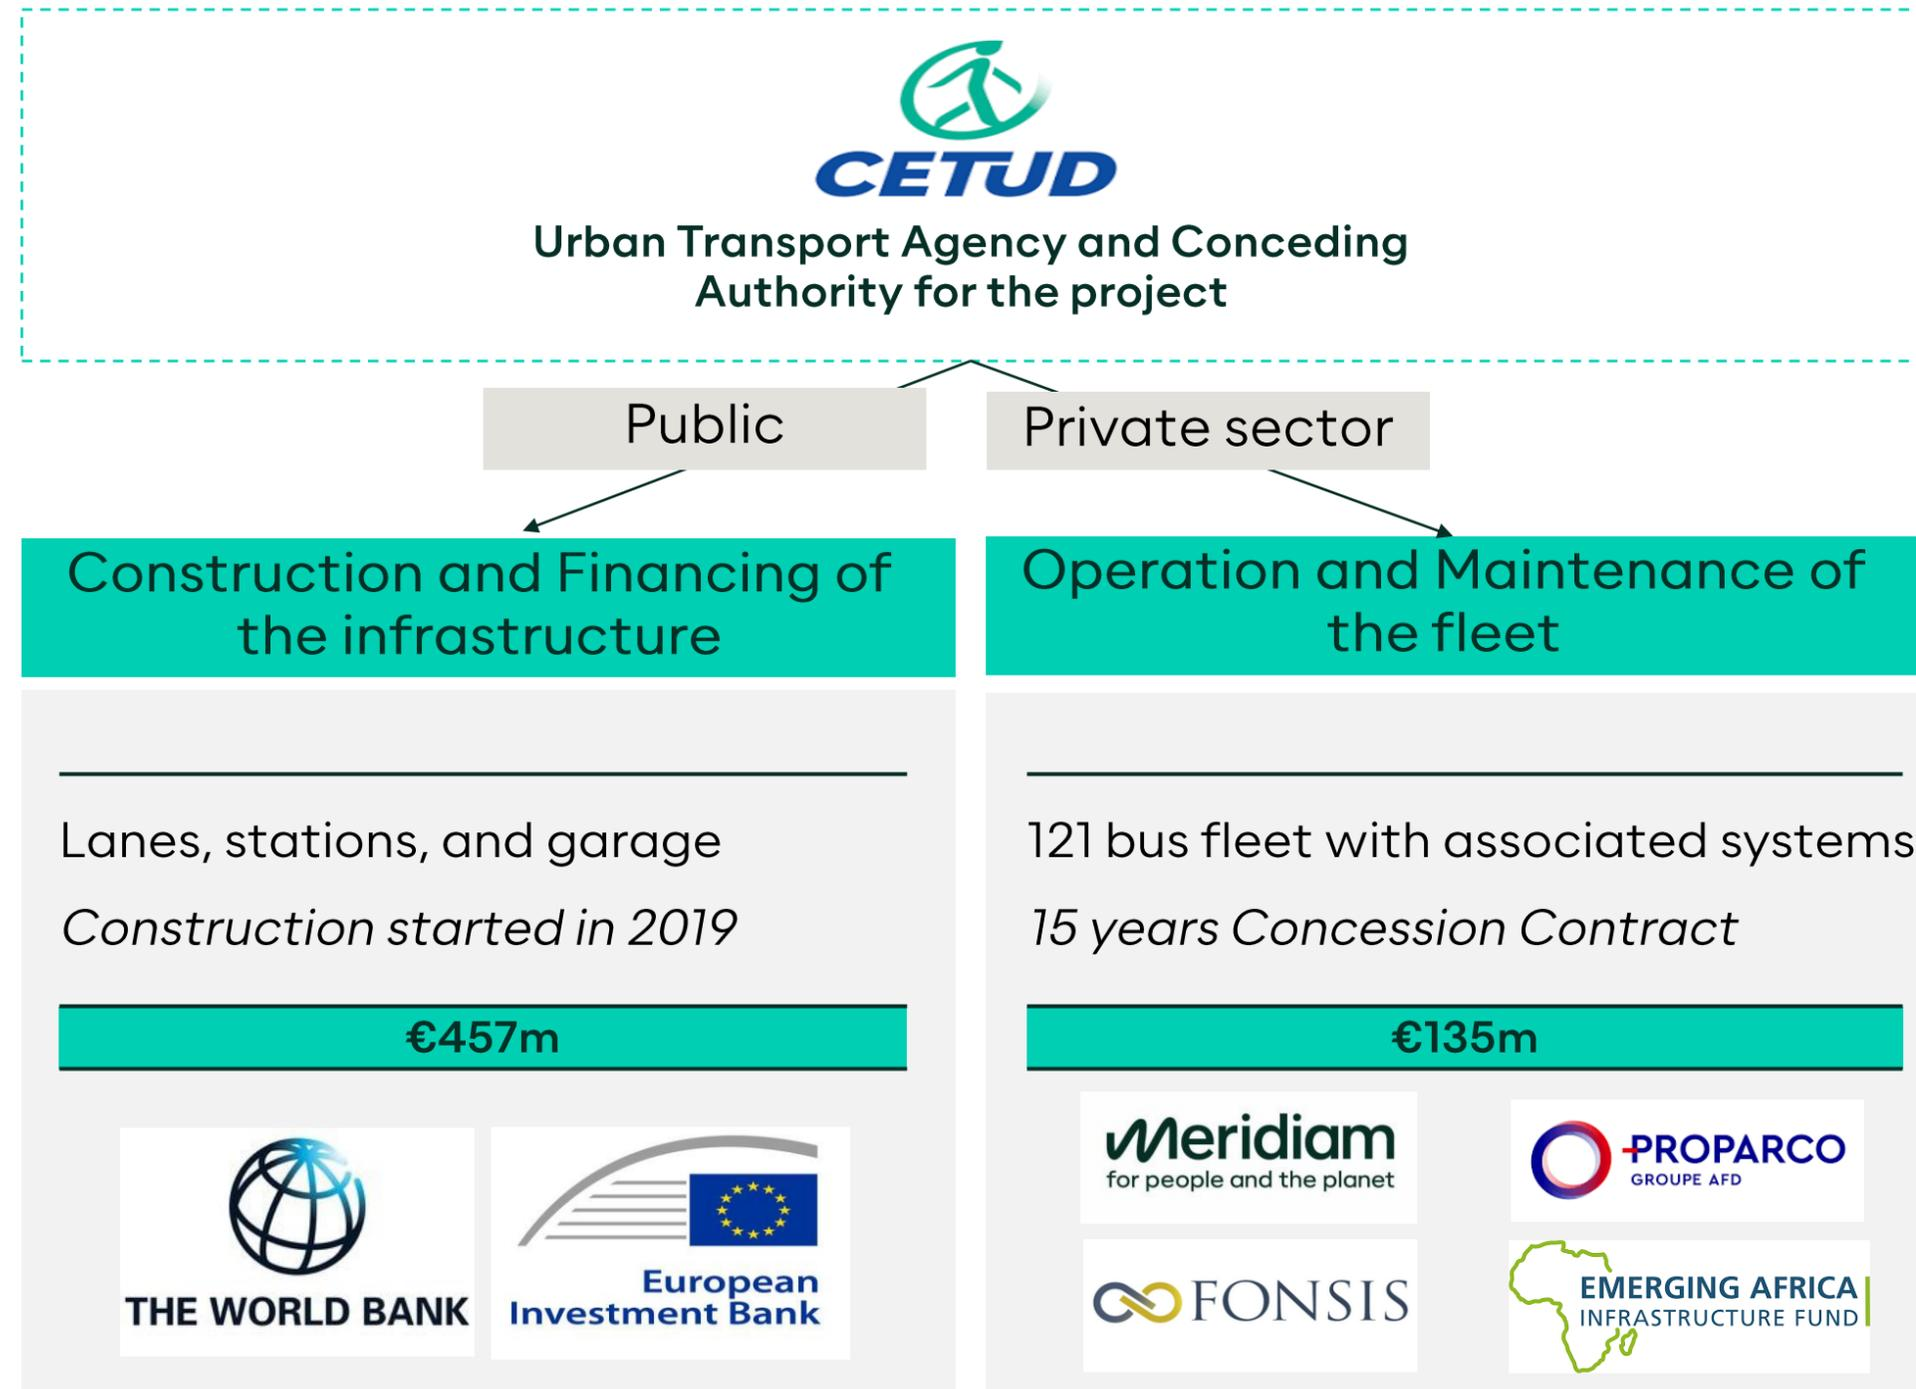 CETUD
Urban Transport Agency and Conceding
Authority for the project
Public
Private sector
Construction and Financing of
the infrastructure
Lanes, stations, and garage
Construction started in 2019
€457m
THE WORLD BANK
European
Investment Bank
Operation and Maintenance of
the fleet
121 bus fleet with associated systems
15 years Concession Contract
€135m
Meridiam
for people and the planet
PROPARCO
GROUPE AFD
FONSIS
EMERGING AFRICA
INFRASTRUCTURE FUND